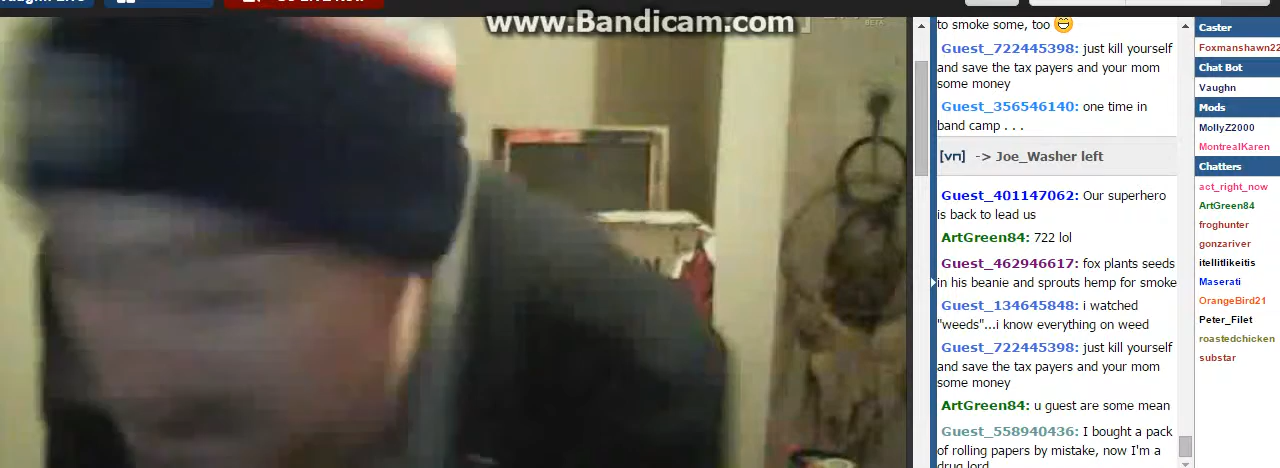 www.Bandicam.com
to smoke some, too
Guest_722445398: just kill yourself
and save the tax payers and your mom
some money
Guest_356546140: one time in
band camp . . .
[vn] -> Joe_Washer left
Guest_401147062: Our superhero
is back to lead us
ArtGreen84: 722 lol
Guest_462946617: fox plants seeds
in his beanie and sprouts hemp for smoke
Guest_134645848: i watched
"weeds"...i know everything on weed
Guest_722445398: just kill yourself
and save the tax payers and your mom
some money
ArtGreen84: u guest are some mean
Guest_558940436: I bought a pack
of rolling papers by mistake, now I'm a
drug lord
Caster
Foxmanshawn22
Chat Bot
Vaughn
Mods
MollyZ2000
MontrealKaren
Chatters
act_right_now
ArtGreen84
froghunter
gonzariver
itellitlikeitis
Maserati
OrangeBird21
Peter_Filet
roastedchicken
substar